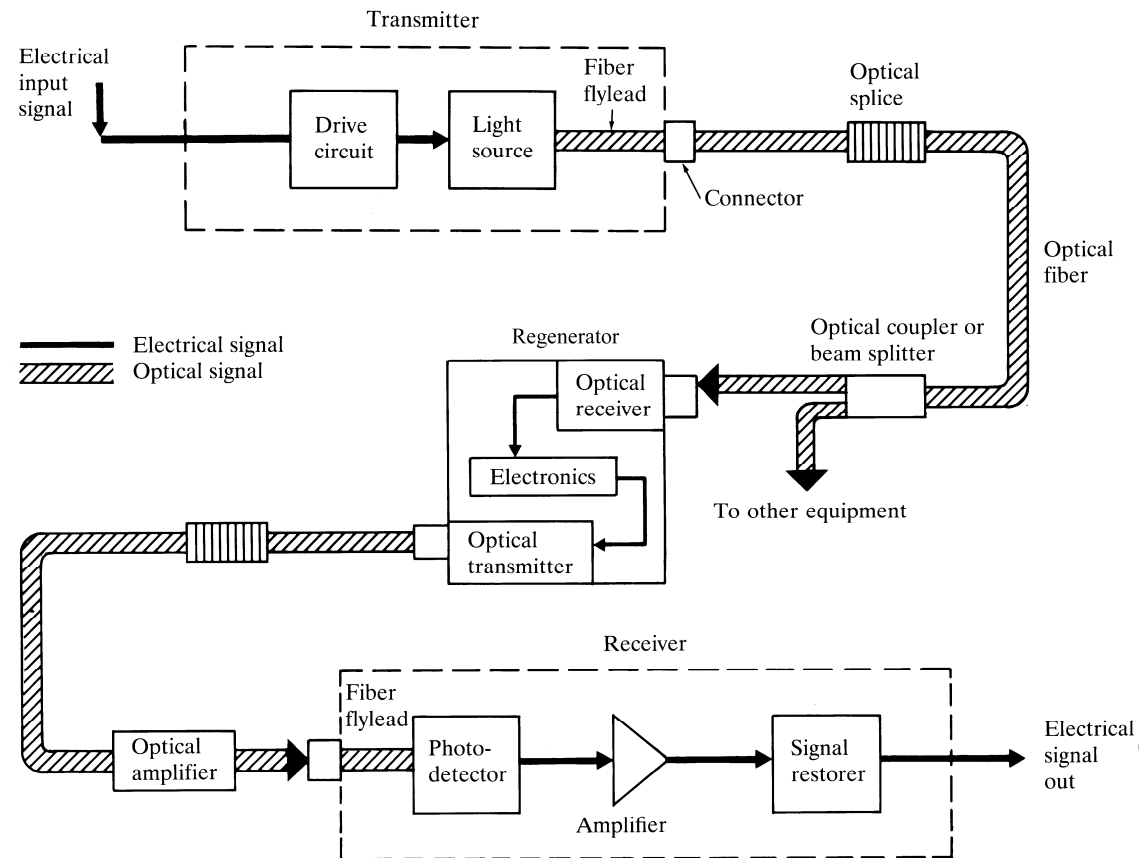 Transmitter
Electrical
input
signal
Drive
circuit
Light
source
Fiber
flylead
Connector
Optical
splice
Optical
fiber
Electrical signal
Optical signal
Regenerator
Optical
receiver
Electronics
Optical
transmitter
Optical coupler or
beam splitter
To other equipment
Receiver
Optical
amplifier
Fiber
flylead
Photo-
detector
Amplifier
Signal
restorer
Electrical
signal
out